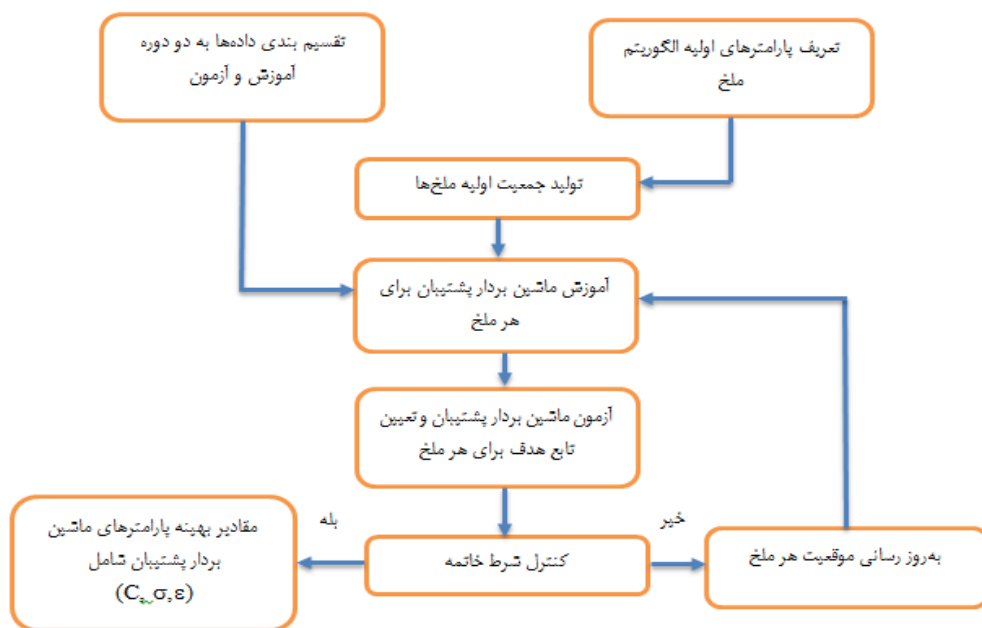 تعریف پارامترهای اولیه الگوریتم
ملخ
تقسیم بندی داده‌ها به دو دوره
آموزش و آزمون
تولید جمعیت اولیه ملخ‌ها
آموزش ماشین بردار پشتیبان برای
هر ملخ
آزمون ماشین بردار پشتیبان و تعیین
تابع هدف برای هر ملخ
کنترل شرط خاتمه
خیر
بله
به‌روز رسانی موقعیت هر ملخ
مقادیر بهینه پارامترهای ماشین
بردار پشتیبان شامل
(C و σ,ε)